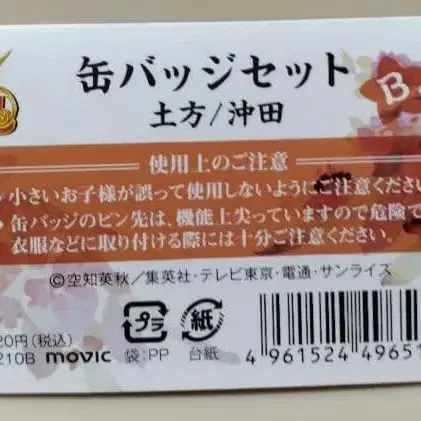 缶バッジセット
土方/沖田
B
使用上のご注意
小さいお子様が誤って使用しないようにご注意くださ
缶バッジのピン先は、機能上尖っていますので危険で
衣服などに取り付ける際には十分ご注意ください。
©空知英秋/集英社・テレビ東京・電通・サンライズ
20円(税込)
210B movic
プラ
袋:PP
紙
台紙
4 961524 49651